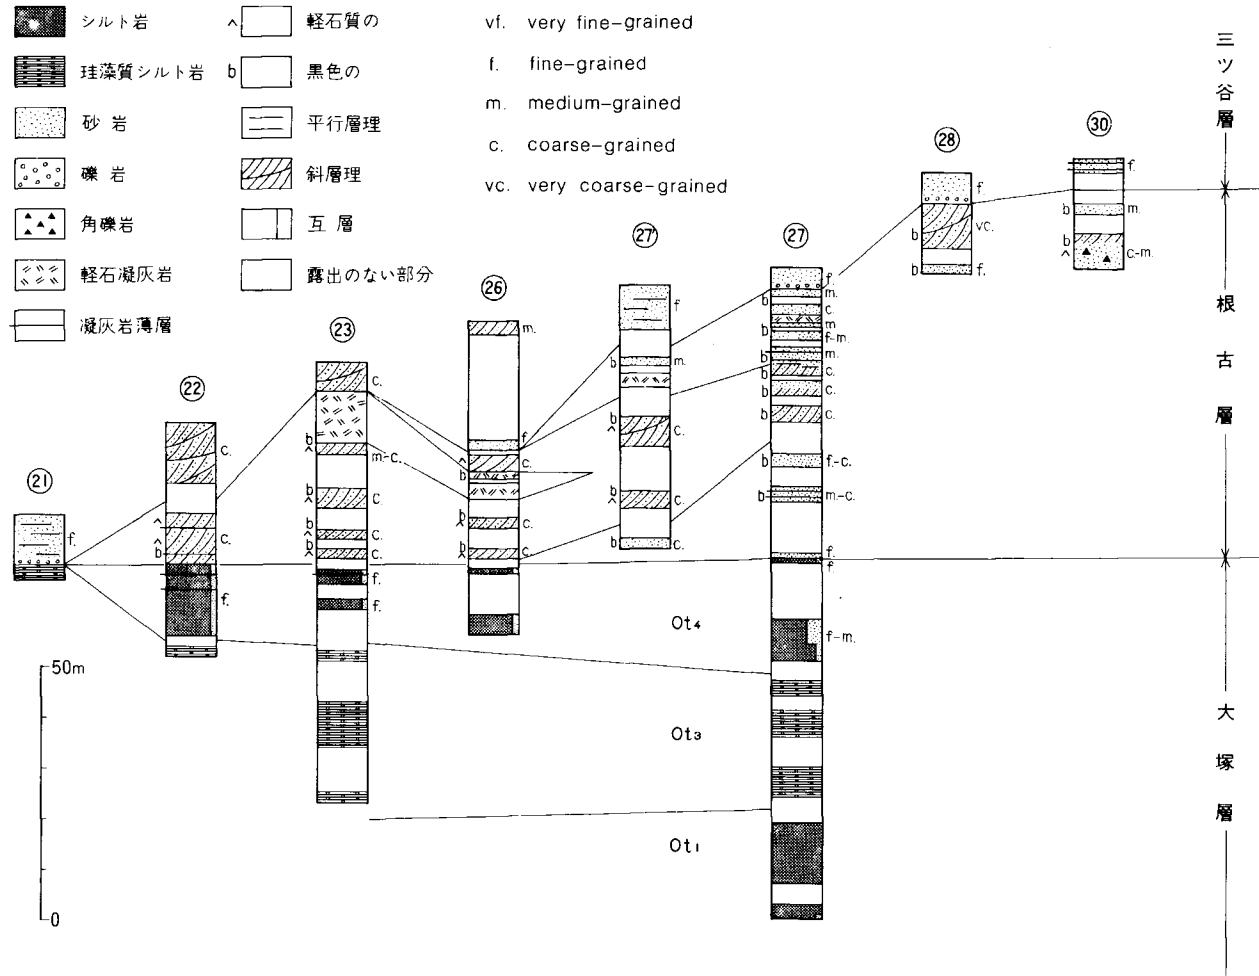 シルト岩
珪藻質シルト岩
砂岩
礫岩
角礫岩
軽石凝灰岩
凝灰岩薄層
^ 軽石質の
b 黒色の
平行層理
斜層理
互層
露出のない部分
vf. very fine-grained
f. fine-grained
m. medium-grained
c. coarse-grained
vc. very coarse-grained
三ツ谷層
根古層
大塚層
㉑
f.
㉒
c.
^
^
b
c.
f.
㉓
c.
b
^
m.-c.
b
^
c.
b
^
c.
b
^
c.
f.
f.
㉖
m.
f
^
b
c.
b
^
c.
b
^
c.
27'
f
b
m.
b
^
c.
b
^
c.
b
c.
㉗
f.
b
m.
c.
m
b
f-m.
b
m.
b
c.
b
c.
b
c.
b
f.-c.
b
m.-c.
f.
f.
f-m.
㉘
f.
b
vc.
b
f.
㉚
f.
b
m.
b
^
c.-m.
Ot4
Ot3
Ot1
50m
0